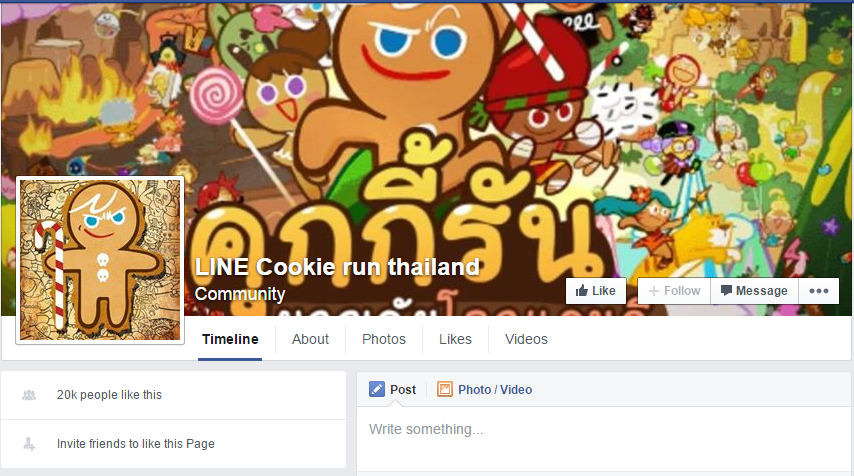 คุกกี้รัน
LINE Cookie run thailand
Community
Like
Follow
Message
Timeline
About
Photos
Likes
Videos
20k people like this
Invite friends to like this Page
Post
Photo / Video
Write something...